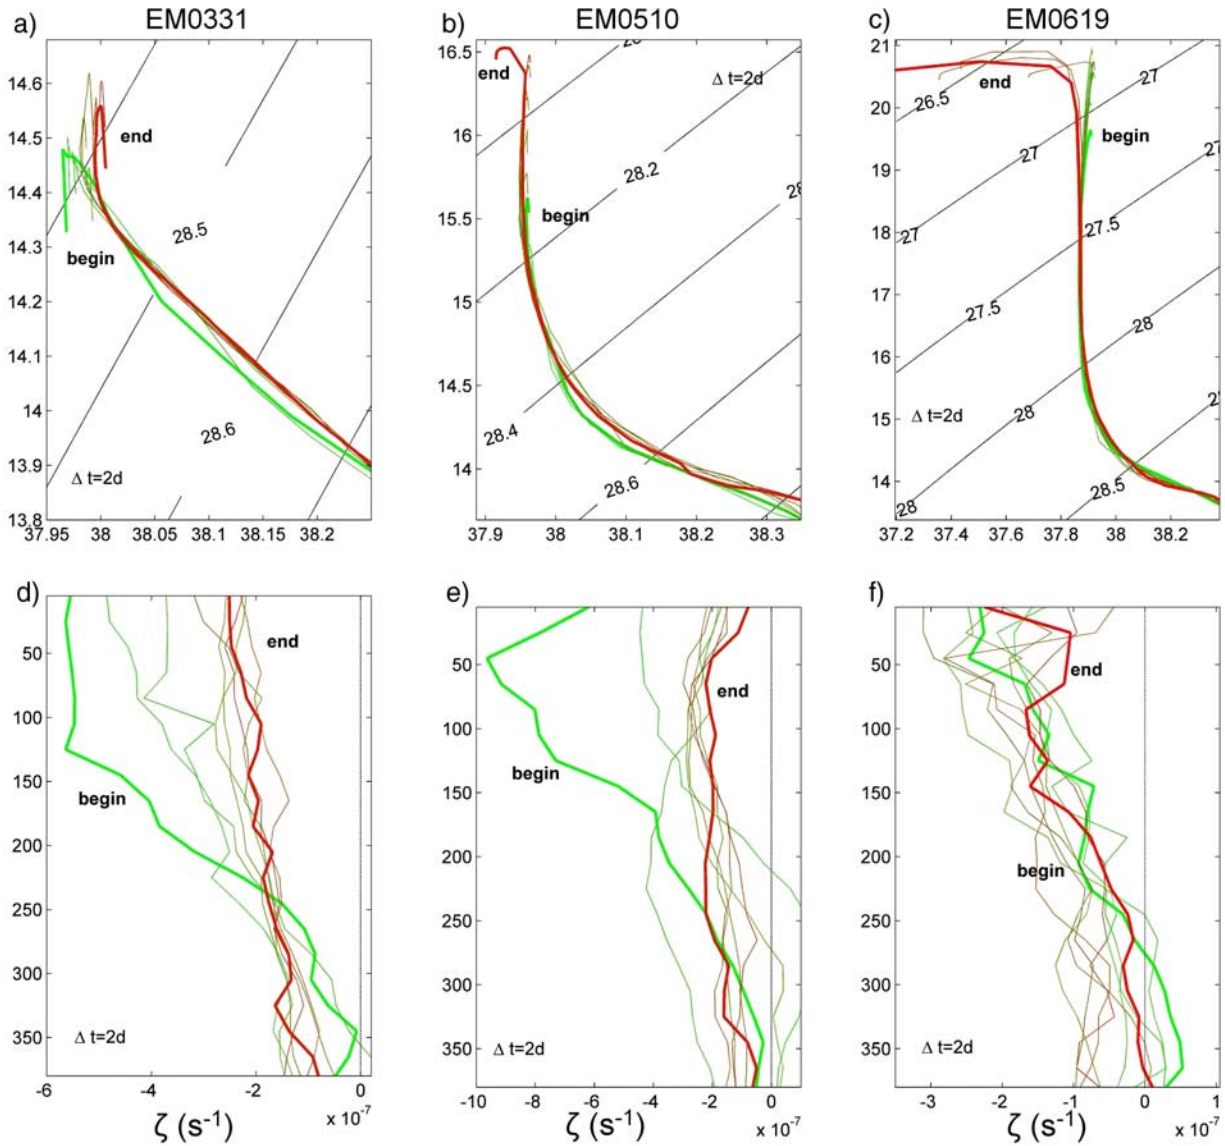 a) EM0331
14.6
14.5
14.4
14.3
14.2
14.1
14
13.9
13.8
end
begin
28.5
28.6
Δ t=2d
37.95 38 38.05 38.1 38.15 38.2
b) EM0510
16.5
16
15.5
15
14.5
14
end
begin
Δ t=2d
28.2
28.4
28.6
37.9 38 38.1 38.2 38.3
c) EM0619
21
20
19
18
17
16
15
14
end
begin
26.5
27
27
27
27.5
27.5
28
28
28
28.5
Δ t=2d
37.2 37.4 37.6 37.8 38 38.2
d)
50
100
150
200
250
300
350
end
begin
Δ t=2d
-6 -4 -2 0
x 10⁻⁷
ζ (s⁻¹)
e)
50
100
150
200
250
300
350
end
begin
Δ t=2d
-10 -8 -6 -4 -2 0
x 10⁻⁷
ζ (s⁻¹)
f)
50
100
150
200
250
300
350
end
begin
Δ t=2d
-3 -2 -1 0 1
x 10⁻⁷
ζ (s⁻¹)